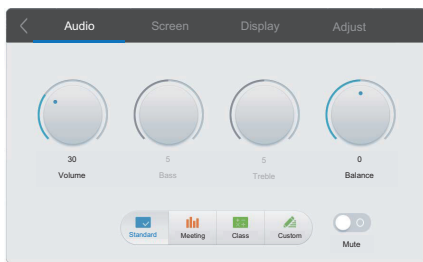 Audio Screen Display Adjust
30 5 5 0
Volume Bass Treble Balance
Standard Meeting Class Custom
Mute